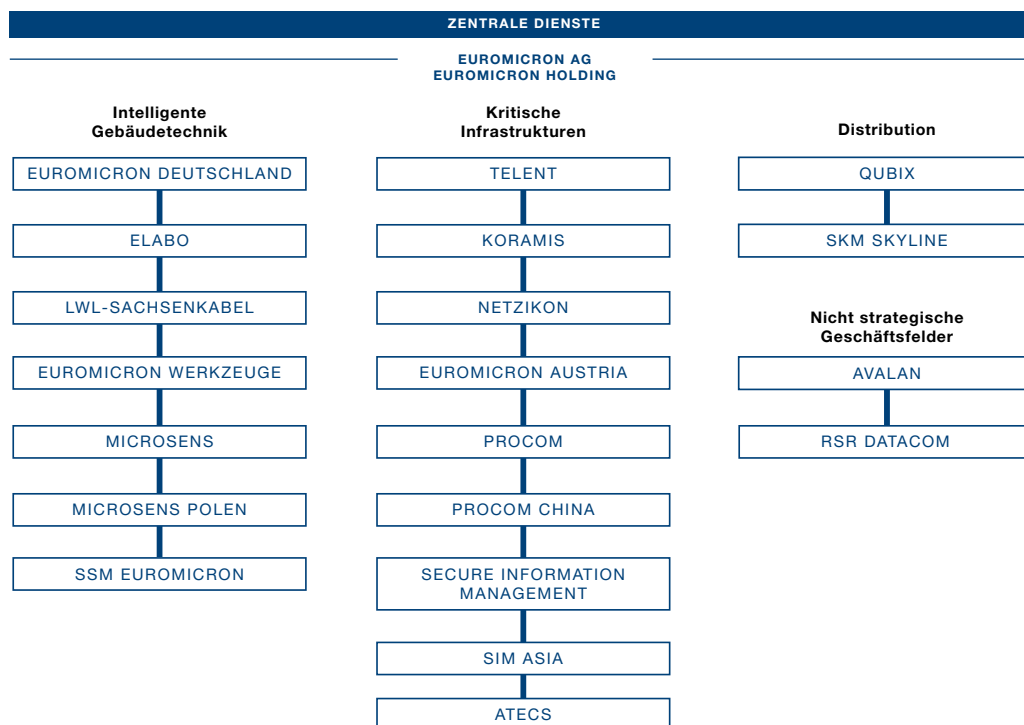 ZENTRALE DIENSTE
EUROMICRON AG
EUROMICRON HOLDING
Intelligente
Gebäudetechnik
EUROMICRON DEUTSCHLAND
ELABO
LWL-SACHSENKABEL
EUROMICRON WERKZEUGE
MICROSENS
MICROSENS POLEN
SSM EUROMICRON
Kritische
Infrastrukturen
TELENT
KORAMIS
NETZIKON
EUROMICRON AUSTRIA
PROCOM
PROCOM CHINA
SECURE INFORMATION
MANAGEMENT
SIM ASIA
ATECS
Distribution
QUBIX
SKM SKYLINE
Nicht strategische
Geschäftsfelder
AVALAN
RSR DATACOM